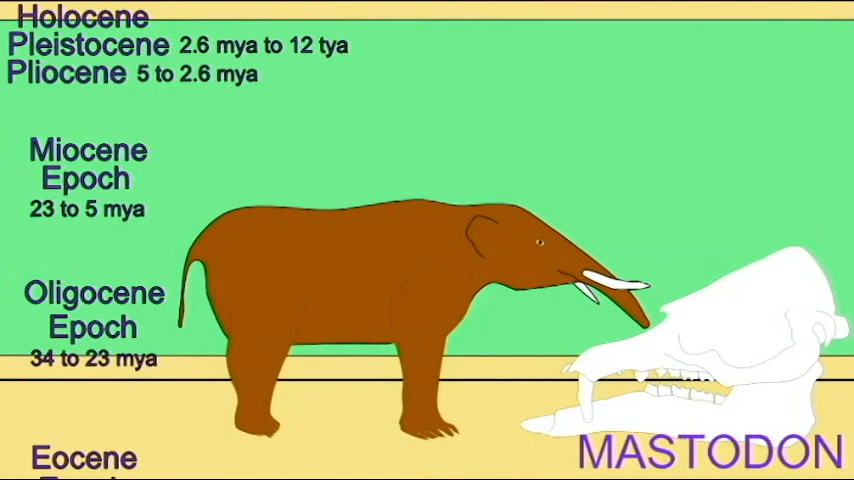 Holocene
Pleistocene 2.6 mya to 12 tya
Pliocene 5 to 2.6 mya
Miocene
Epoch
23 to 5 mya
Oligocene
Epoch
34 to 23 mya
Eocene
MASTODON